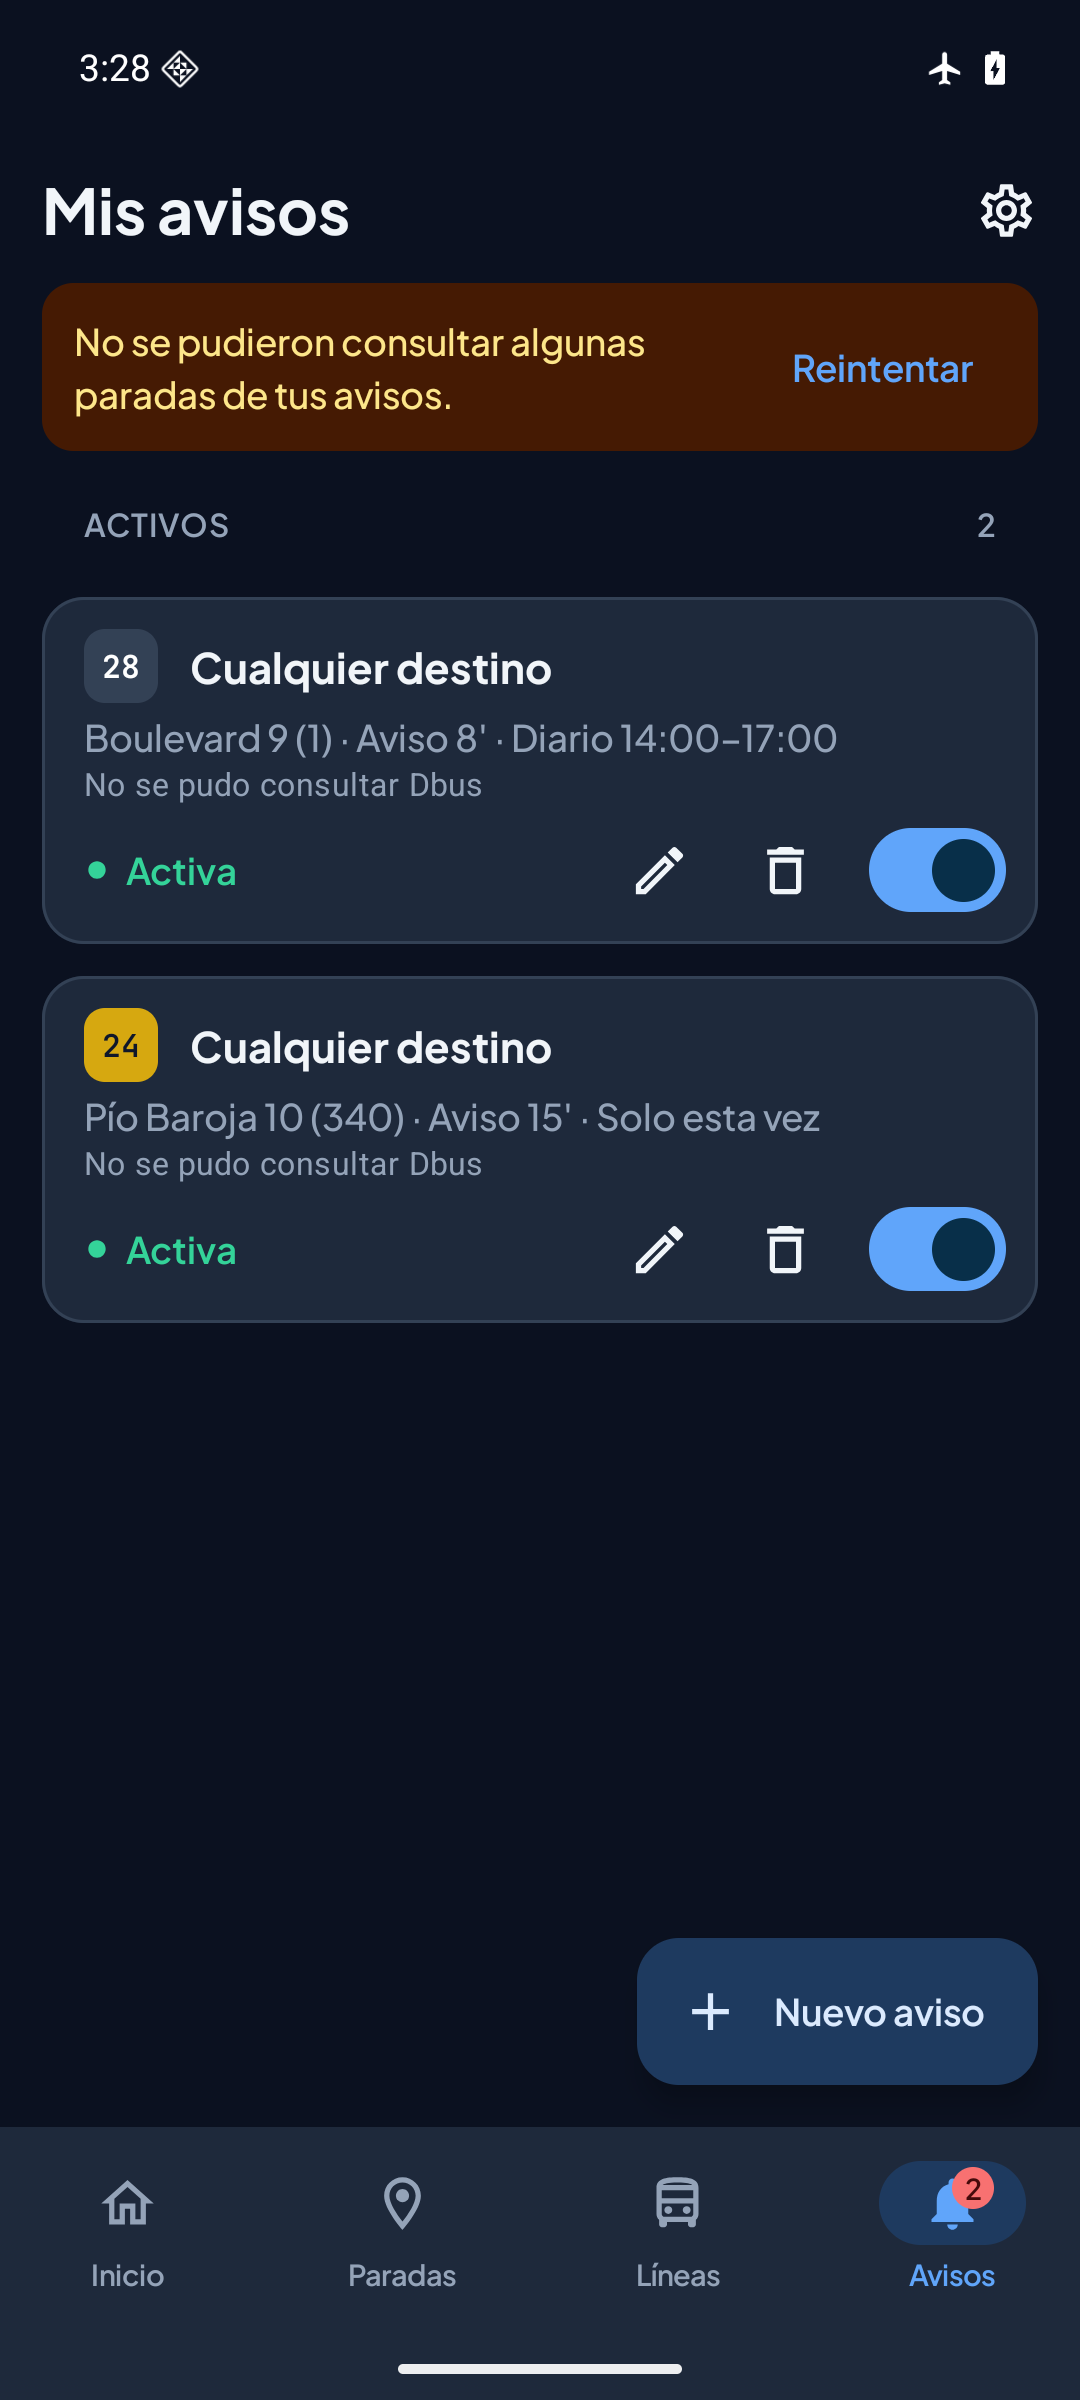 3:28
Mis avisos
No se pudieron consultar algunas
paradas de tus avisos.
Reintentar
ACTIVOS
2
28
Cualquier destino
Boulevard 9 (1) · Aviso 8' · Diario 14:00–17:00
No se pudo consultar Dbus
Activa
24
Cualquier destino
Pío Baroja 10 (340) · Aviso 15' · Solo esta vez
No se pudo consultar Dbus
Activa
Nuevo aviso
2
Inicio
Paradas
Líneas
Avisos